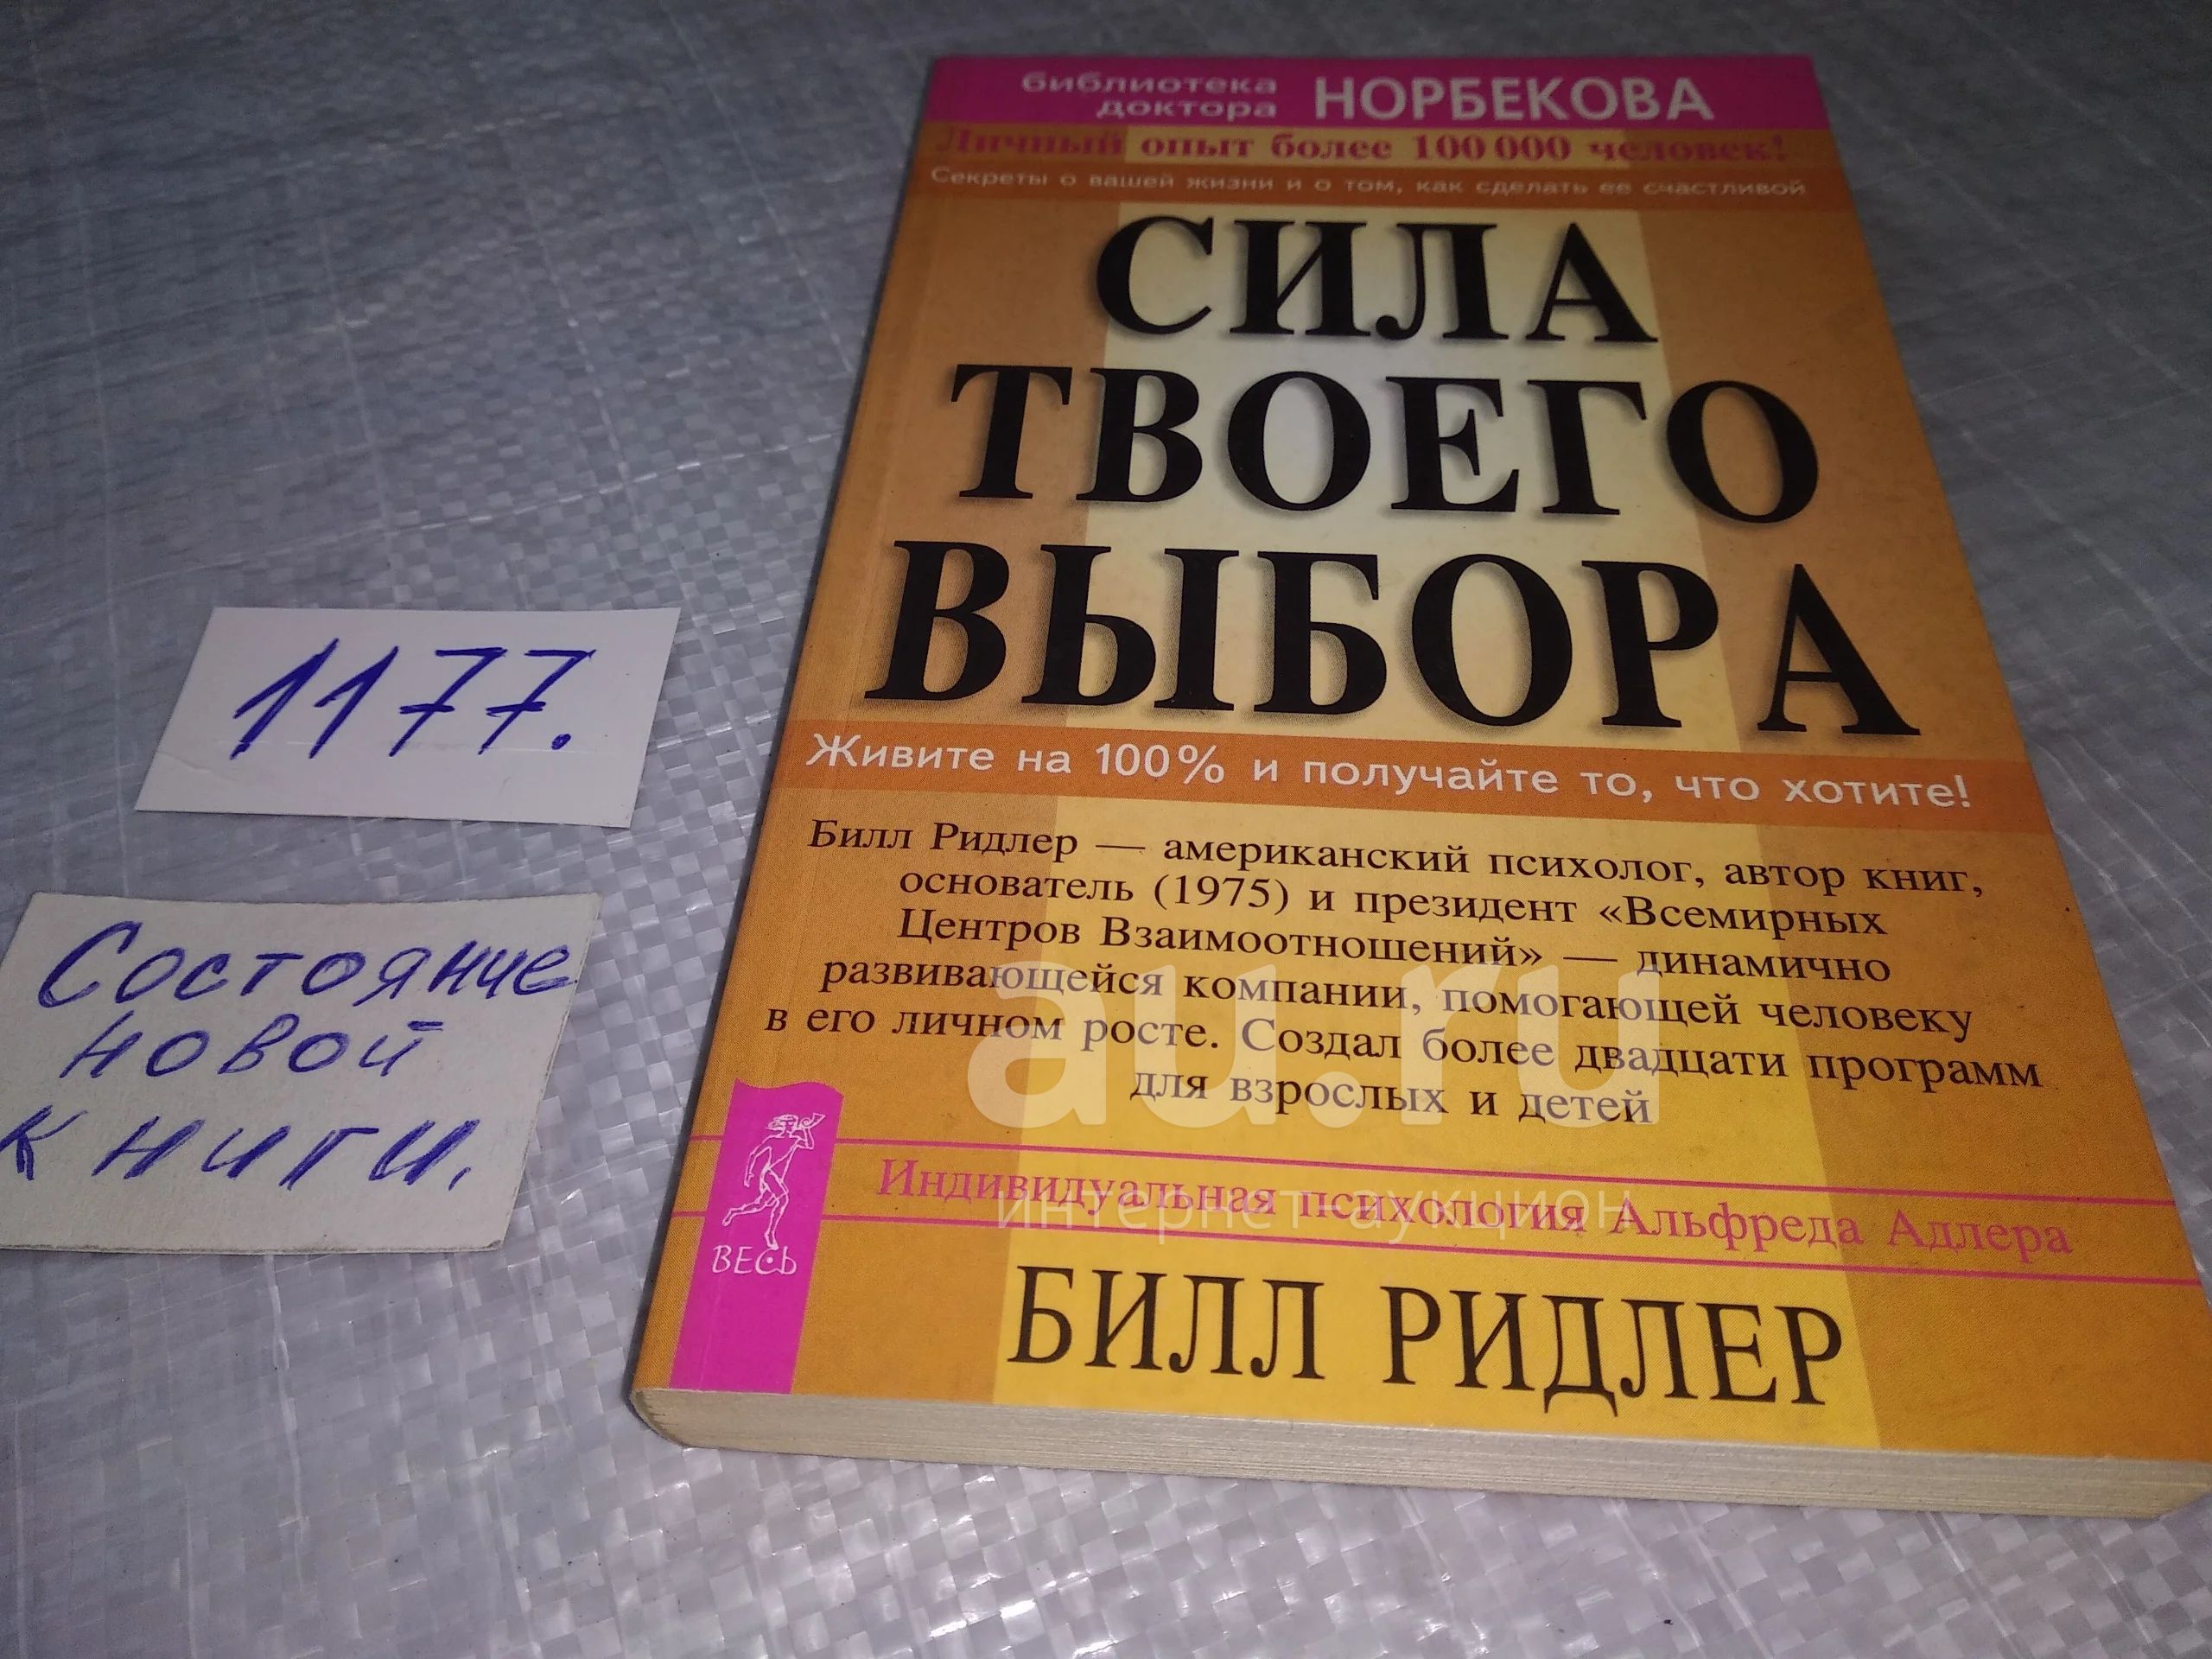 библиотека
доктора НОРБЕКОВА
Личный опыт более 100 000 человек!
Секреты о вашей жизни и о том, как сделать ее счастливой
СИЛА
ТВОЕГО
ВЫБОРА
Живите на 100% и получайте то, что хотите!
Билл Ридлер — американский психолог, автор книг,
основатель (1975) и президент «Всемирных
Центров Взаимоотношений» — динамично
развивающейся компании, помогающей человеку
в его личном росте. Создал более двадцати программ
для взрослых и детей
Индивидуальная психология Альфреда Адлера
ВЕСЬ
БИЛЛ РИДЛЕР
1177.
Состояние
новой
книги.
au.ru
интернет-аукцион